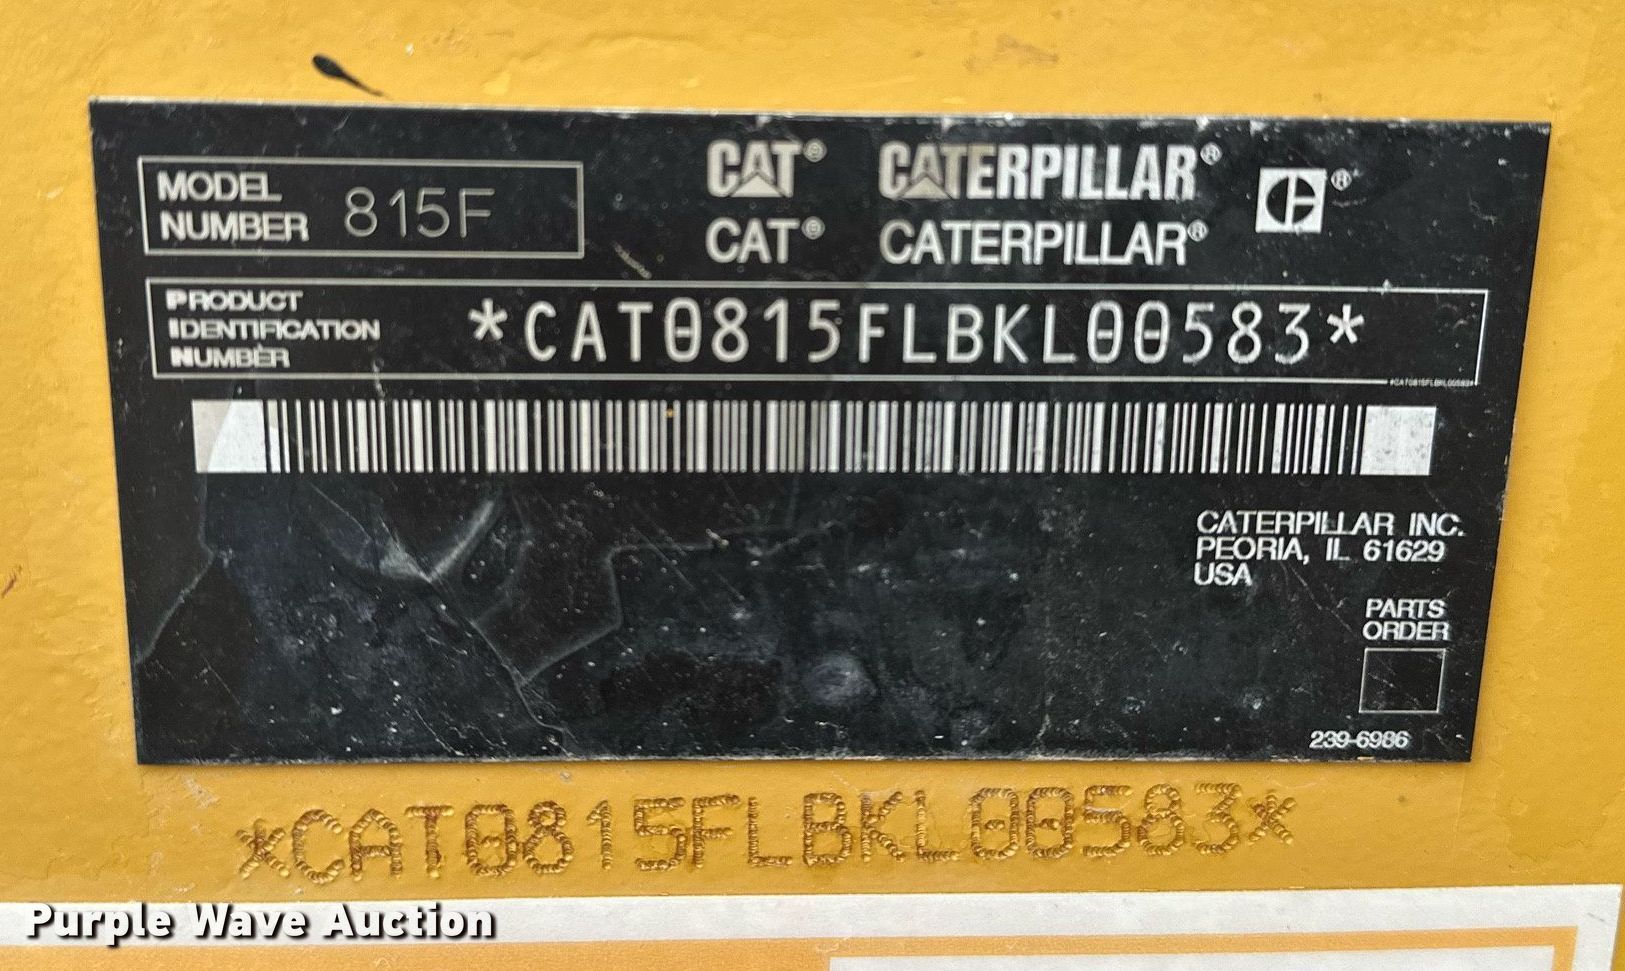 MODEL
NUMBER 815F
CAT® CATERPILLAR®
CAT® CATERPILLAR®
PRODUCT
IDENTIFICATION
NUMBER
*CAT0815FLBKL00583*
*CAT0815FLBKL00583*
CATERPILLAR INC.
PEORIA, IL 61629
USA
PARTS
ORDER
239-6986
*CAT0815FLBKL00583*
Purple Wave Auction